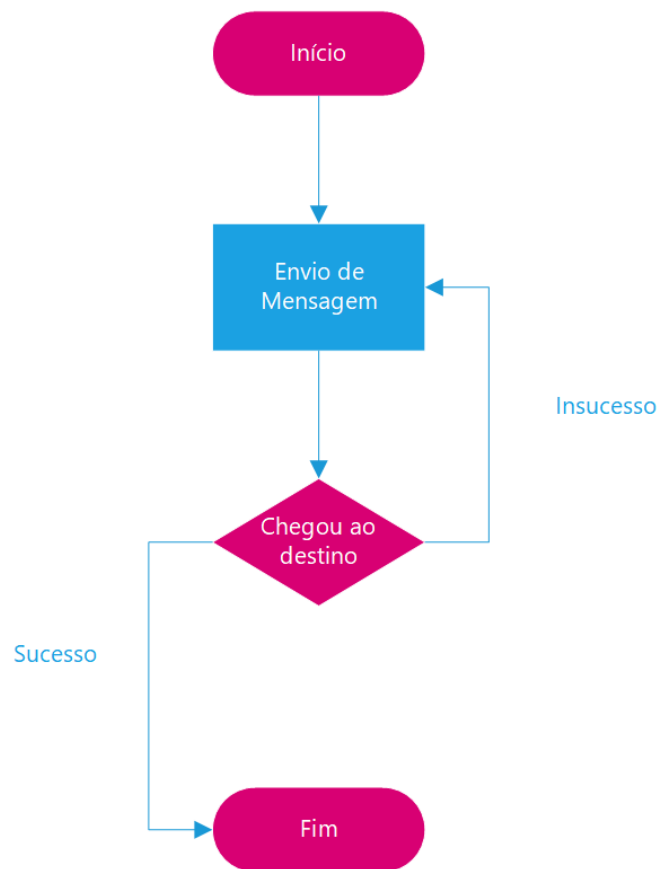 Início
Envio de
Mensagem
Insucesso
Chegou ao
destino
Sucesso
Fim